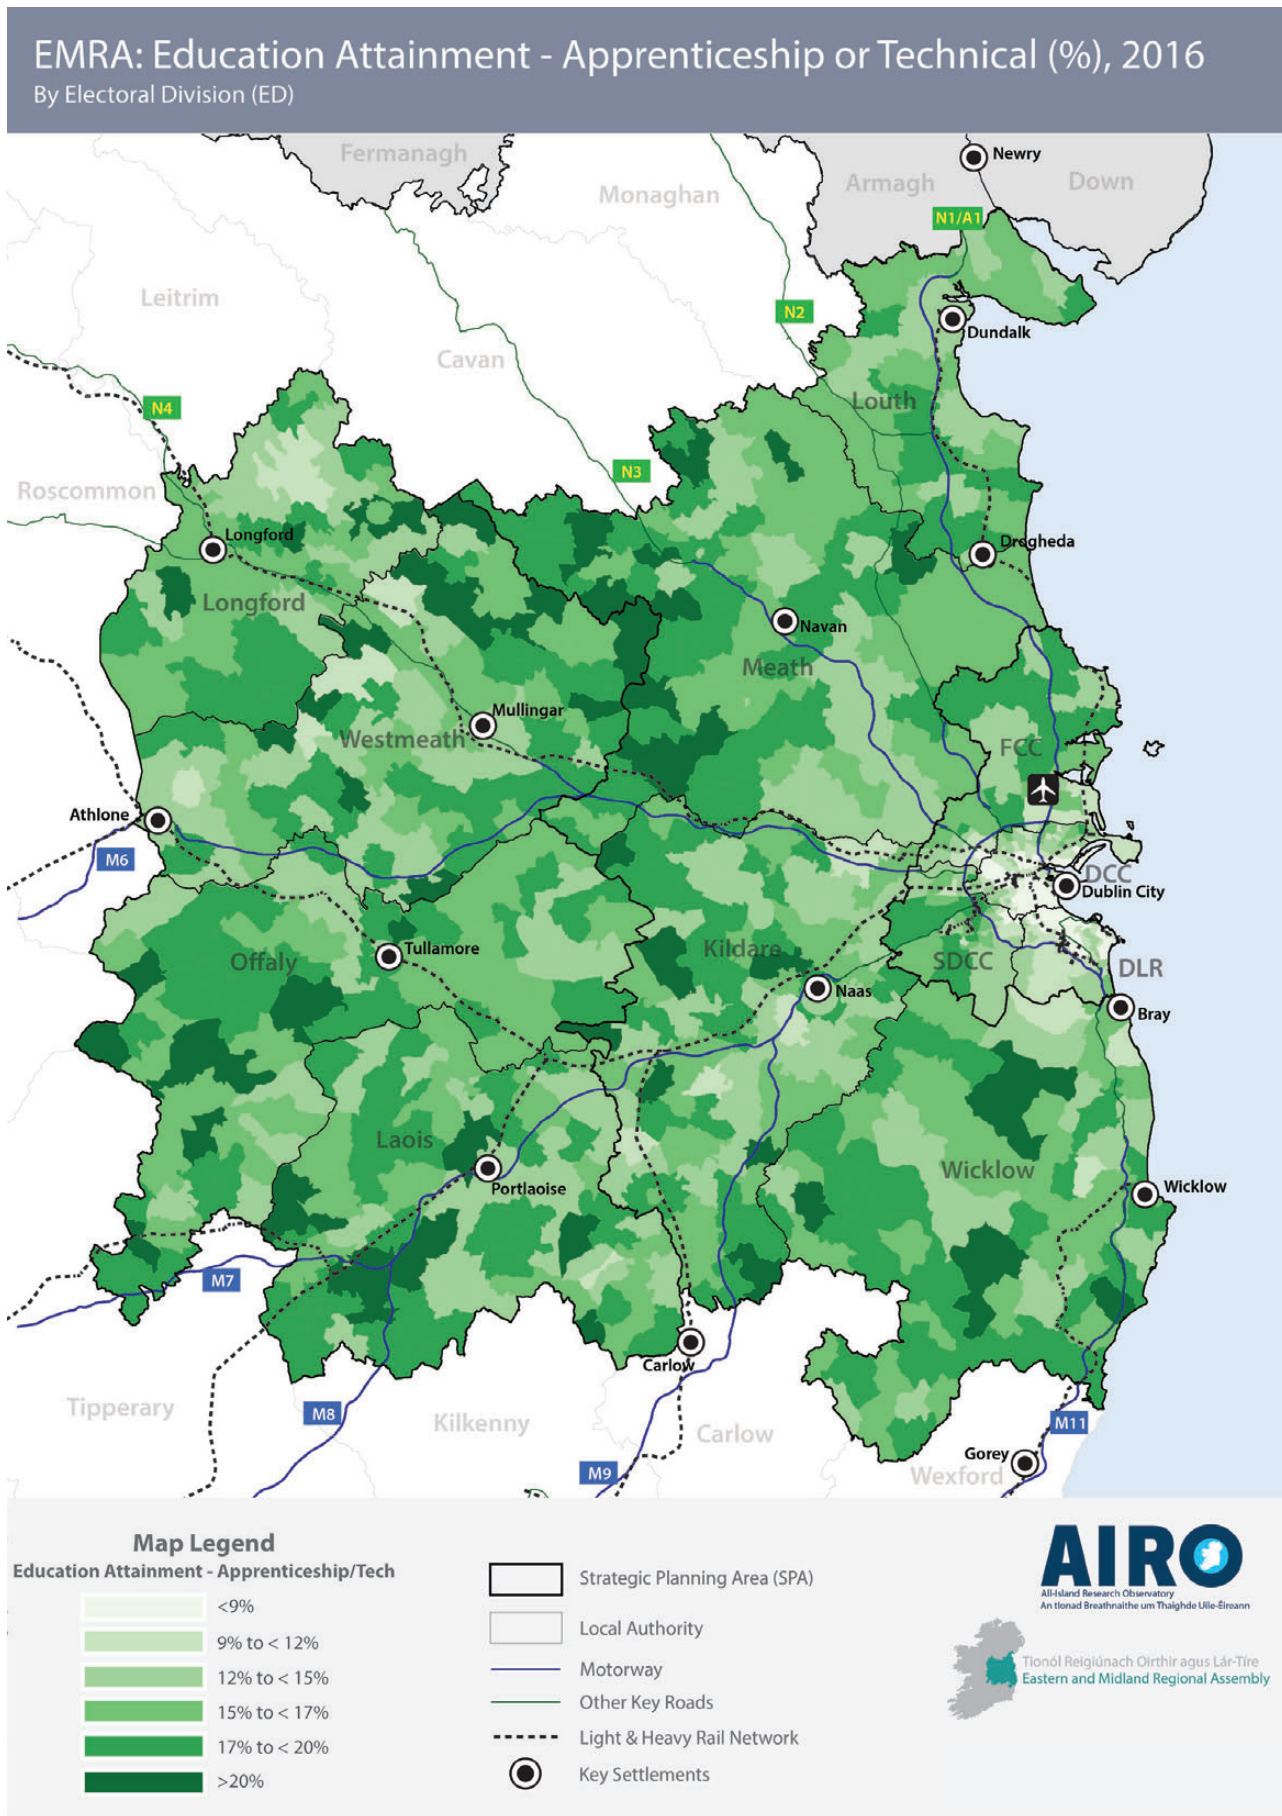 EMRA: Education Attainment - Apprenticeship or Technical (%), 2016
By Electoral Division (ED)
Fermanagh
Newry
Monaghan
Armagh
Down
N1/A1
Leitrim
N2
Dundalk
Cavan
Louth
N4
N3
Roscommon
Longford
Drogheda
Longford
Navan
Meath
Mullingar
Westmeath
FCC
Athlone
M6
DCC
Dublin City
Tullamore
Kildare
Offaly
SDCC
DLR
Naas
Bray
Laois
Wicklow
Portlaoise
Wicklow
M7
Carlow
Tipperary
M8
Kilkenny
Carlow
M11
Gorey
M9
Wexford
Map Legend
Education Attainment - Apprenticeship/Tech
<9%
9% to < 12%
12% to < 15%
15% to < 17%
17% to < 20%
>20%
Strategic Planning Area (SPA)
Local Authority
Motorway
Other Key Roads
Light & Heavy Rail Network
Key Settlements
AIRO
All-Island Research Observatory
An tIonad Breathnaithe um Thaighde Uile-Éireann
Tionól Reigiúnach Oirthir agus Lár-Tíre
Eastern and Midland Regional Assembly